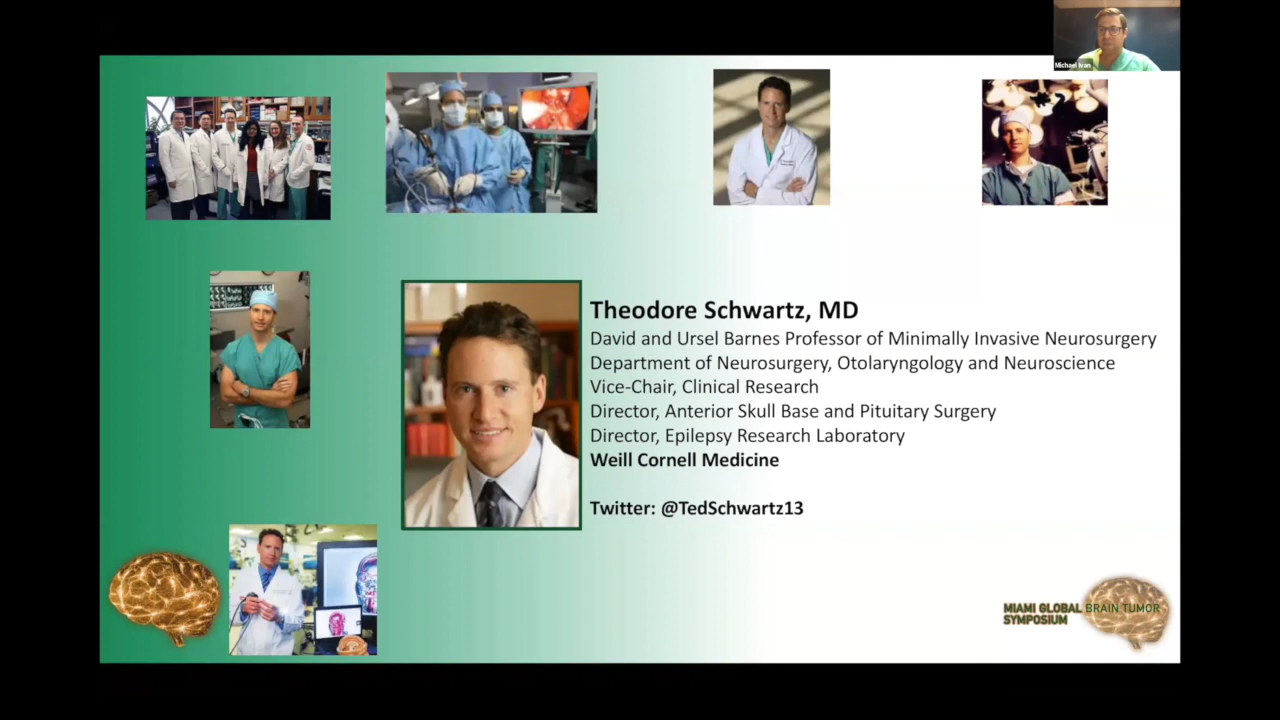 Michael Ivan
Theodore Schwartz, MD
David and Ursel Barnes Professor of Minimally Invasive Neurosurgery
Department of Neurosurgery, Otolaryngology and Neuroscience
Vice-Chair, Clinical Research
Director, Anterior Skull Base and Pituitary Surgery
Director, Epilepsy Research Laboratory
Weill Cornell Medicine
Twitter: @TedSchwartz13
MIAMI GLOBAL BRAIN TUMOR
SYMPOSIUM